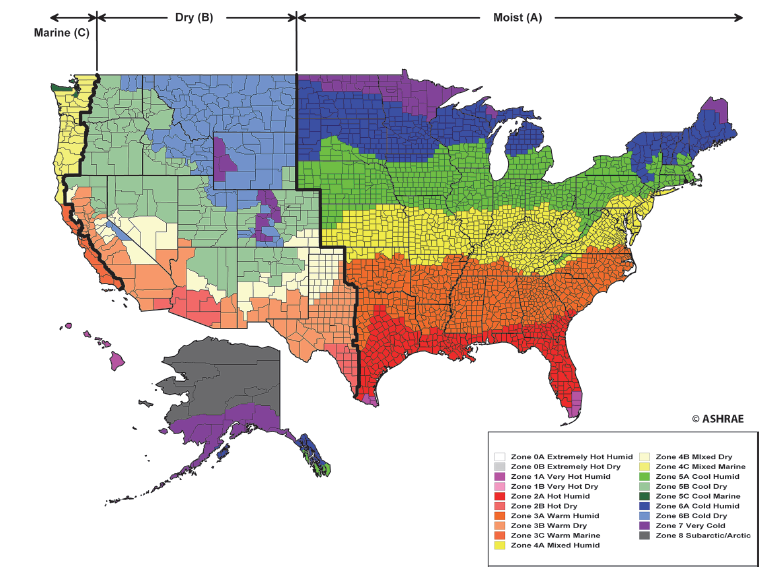 Dry (B)
Moist (A)
Marine (C)
© ASHRAE
Zone 0A Extremely Hot Humid
Zone 0B Extremely Hot Dry
Zone 1A Very Hot Humid
Zone 1B Very Hot Dry
Zone 2A Hot Humid
Zone 2B Hot Dry
Zone 3A Warm Humid
Zone 3B Warm Dry
Zone 3C Warm Marine
Zone 4A Mixed Humid
Zone 4B Mixed Dry
Zone 4C Mixed Marine
Zone 5A Cool Humid
Zone 5B Cool Dry
Zone 5C Cool Marine
Zone 6A Cold Humid
Zone 6B Cold Dry
Zone 7 Very Cold
Zone 8 Subarctic/Arctic